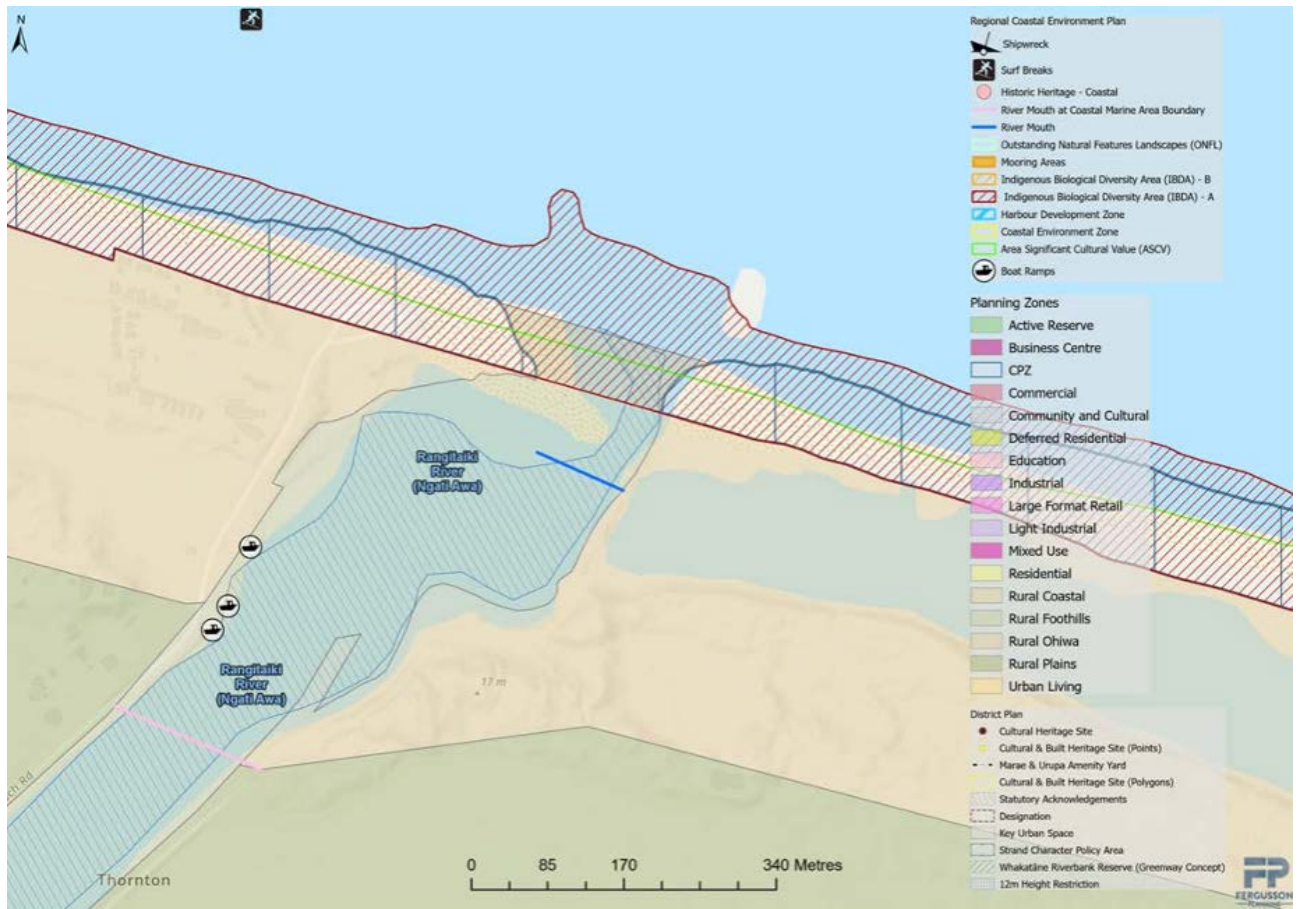 N
Regional Coastal Environment Plan
Shipwreck
Surf Breaks
Historic Heritage - Coastal
River Mouth at Coastal Marine Area Boundary
River Mouth
Outstanding Natural Features Landscapes (ONFL)
Mooring Areas
Indigenous Biological Diversity Area (IBDA) - B
Indigenous Biological Diversity Area (IBDA) - A
Harbour Development Zone
Coastal Environment Zone
Area Significant Cultural Value (ASCV)
Boat Ramps
Planning Zones
Active Reserve
Business Centre
CPZ
Commercial
Community and Cultural
Deferred Residential
Education
Industrial
Large Format Retail
Light Industrial
Mixed Use
Residential
Rural Coastal
Rural Foothills
Rural Ohiwa
Rural Plains
Urban Living
District Plan
Cultural Heritage Site
Cultural & Built Heritage Site (Points)
Marae & Urupa Amenity Yard
Cultural & Built Heritage Site (Polygons)
Statutory Acknowledgements
Designation
Key Urban Space
Strand Character Policy Area
Whakatāne Riverbank Reserve (Greenway Concept)
12m Height Restriction
Rangitaiki
River
(Ngati Awa)
Rangitaiki
River
(Ngati Awa)
17 m
Rd
Thornton
0 85 170 340 Metres
FP
FERGUSSON
PLANNING